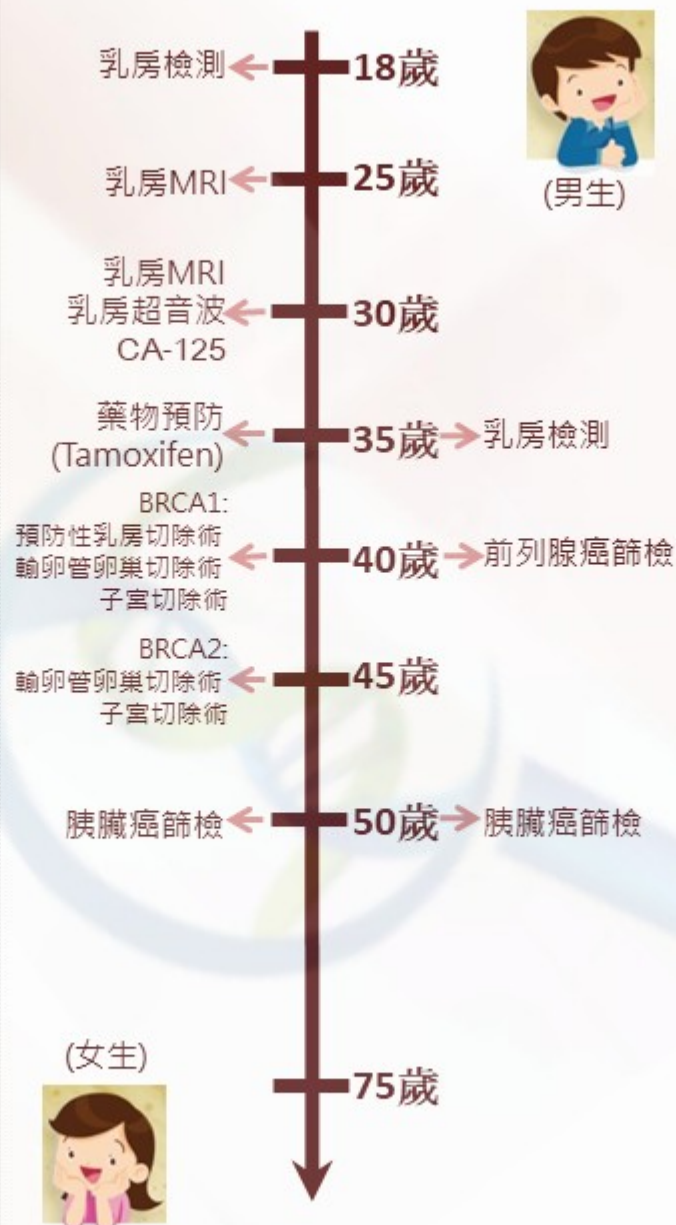 乳房檢測
18歲
(男生)
乳房MRI
25歲
乳房MRI
乳房超音波
CA-125
30歲
藥物預防
(Tamoxifen)
35歲
乳房檢測
BRCA1:
預防性乳房切除術
輸卵管卵巢切除術
子宮切除術
40歲
前列腺癌篩檢
BRCA2:
輸卵管卵巢切除術
子宮切除術
45歲
胰臟癌篩檢
50歲
胰臟癌篩檢
(女生)
75歲